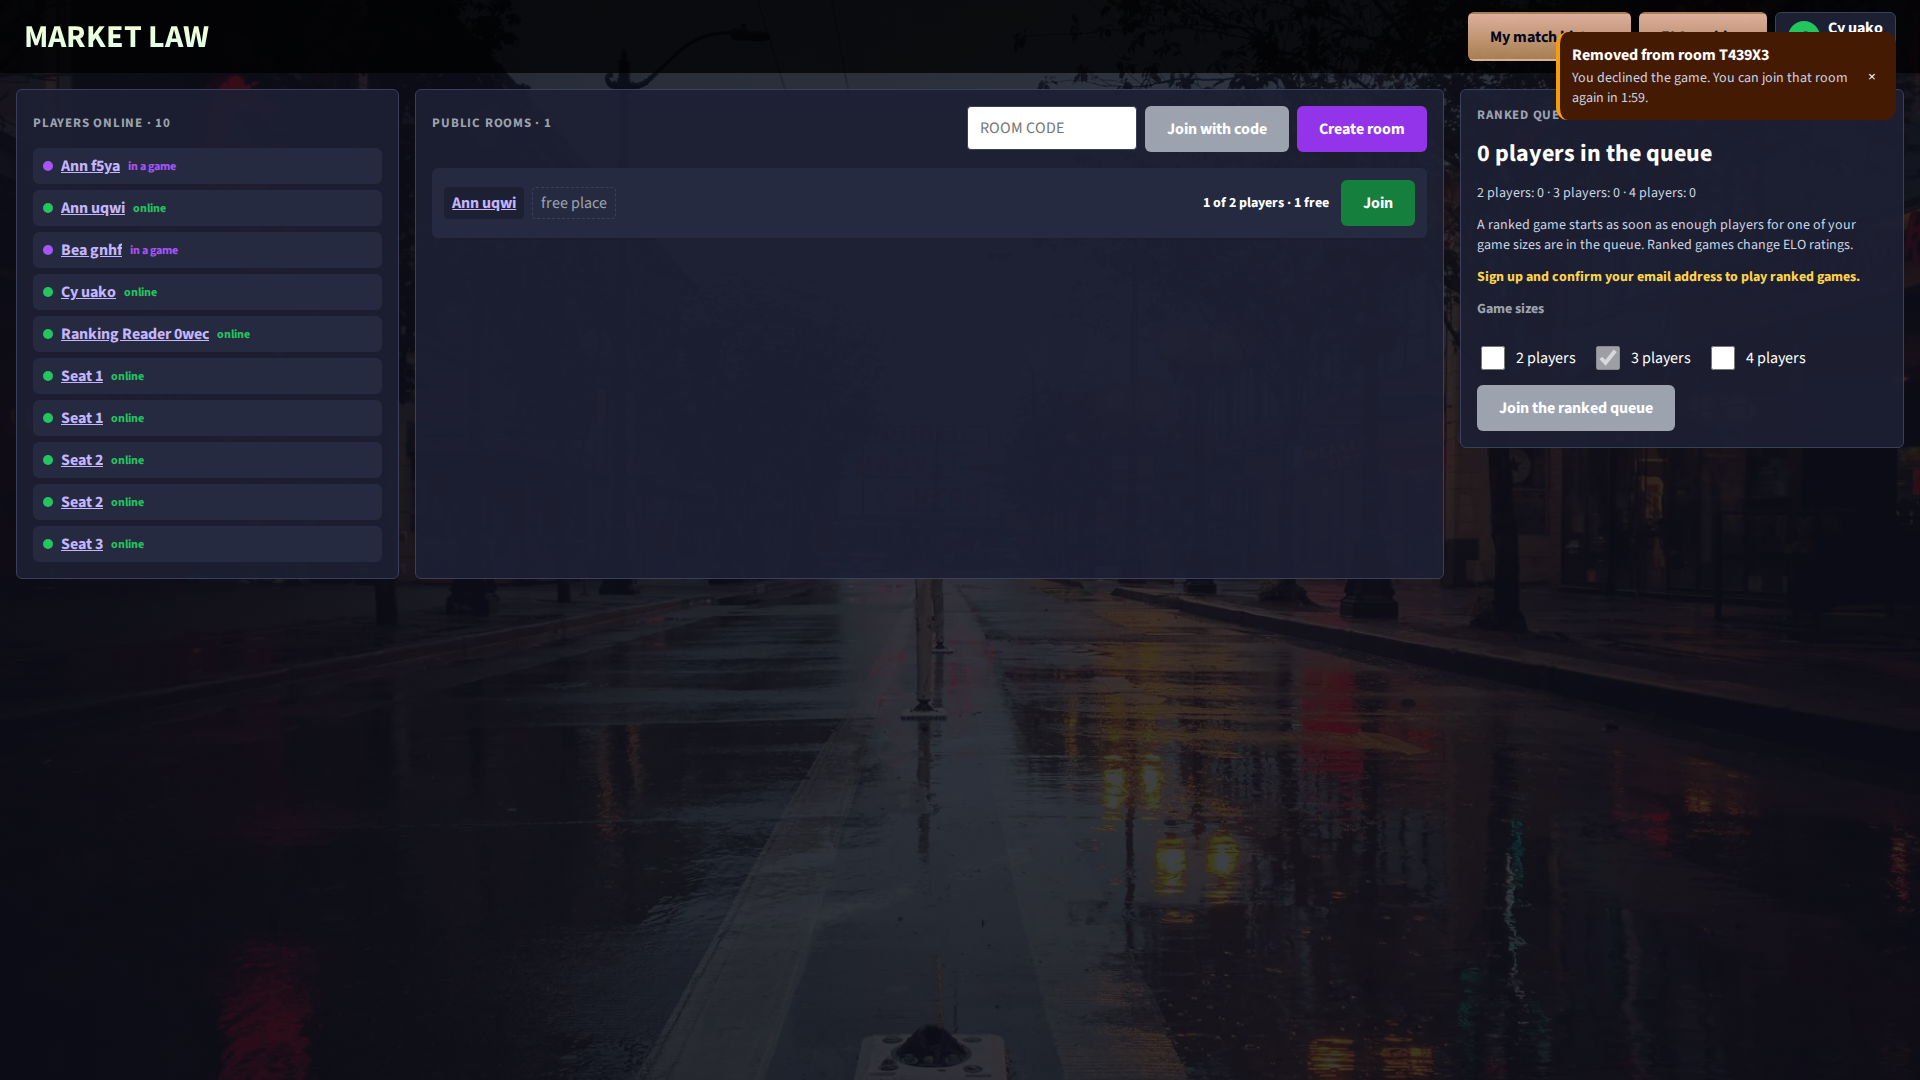 MARKET LAW
My match
Cy uako
Removed from room T439X3
You declined the game. You can join that room
again in 1:59.
×
PLAYERS ONLINE · 10
Ann f5ya in a game
Ann uqwi online
Bea gnhf in a game
Cy uako online
Ranking Reader 0wec online
Seat 1 online
Seat 1 online
Seat 2 online
Seat 2 online
Seat 3 online
PUBLIC ROOMS · 1
ROOM CODE
Join with code
Create room
Ann uqwi
free place
1 of 2 players · 1 free
Join
RANKED
0 players in the queue
2 players: 0 · 3 players: 0 · 4 players: 0
A ranked game starts as soon as enough players for one of your
game sizes are in the queue. Ranked games change ELO ratings.
Sign up and confirm your email address to play ranked games.
Game sizes
2 players
3 players
4 players
Join the ranked queue